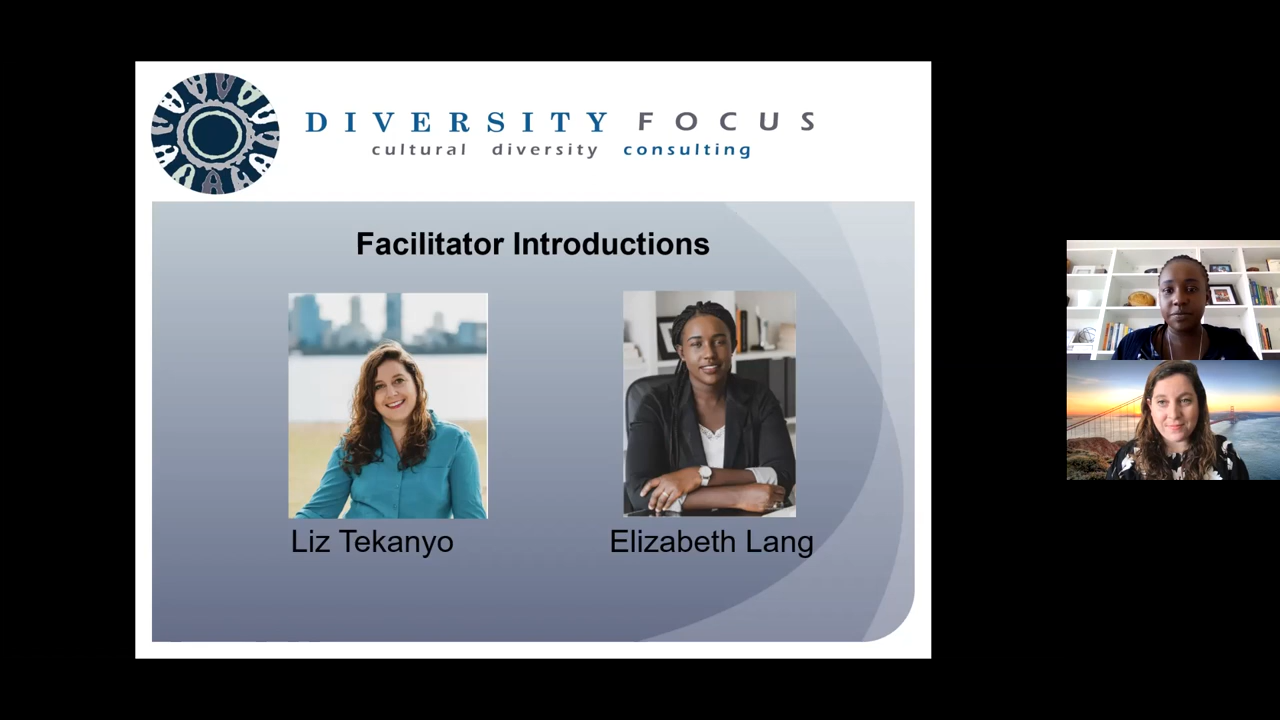 DIVERSITY FOCUS
cultural diversity consulting
Facilitator Introductions
Liz Tekanyo
Elizabeth Lang